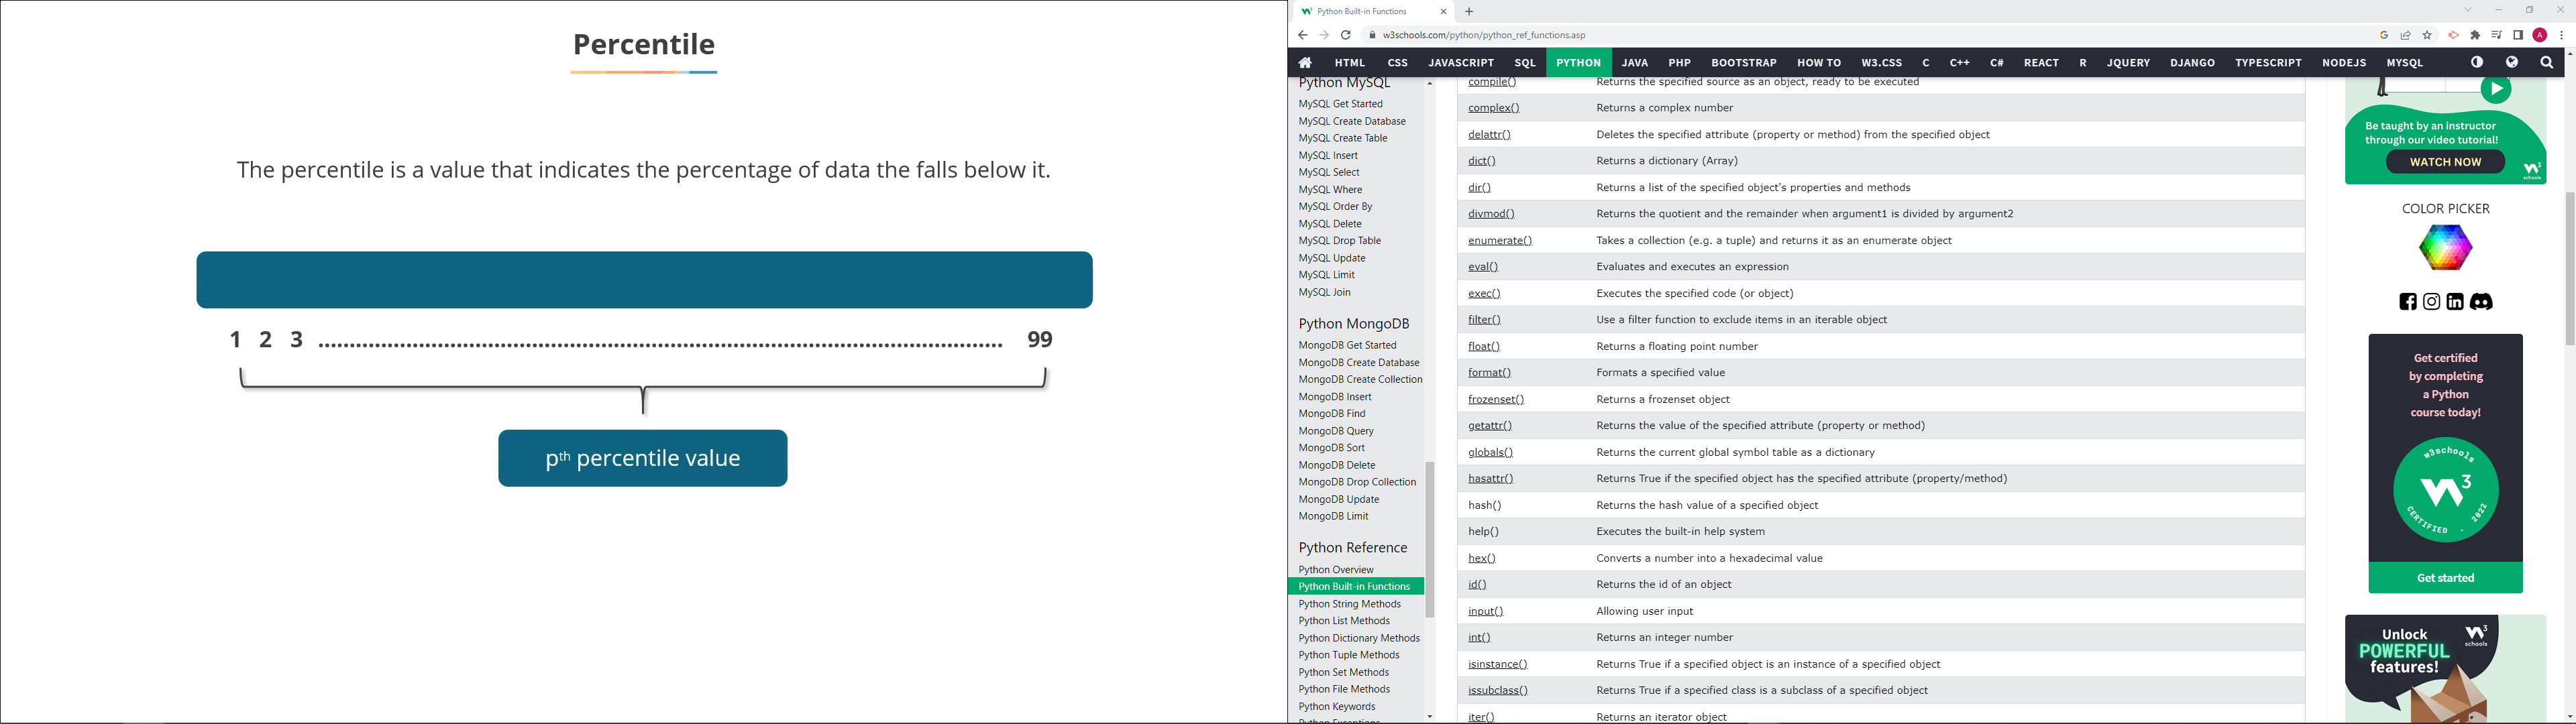 Percentile
The percentile is a value that indicates the percentage of data the falls below it.
1 2 3 ............................................................................................................... 99
pth percentile value
Python Built-in Functions
w3schools.com/python/python_ref_functions.asp
A
HTML CSS JAVASCRIPT SQL PYTHON JAVA PHP BOOTSTRAP HOW TO W3.CSS C C++ C# REACT R JQUERY DJANGO TYPESCRIPT NODEJS MYSQL
Python MySQL
MySQL Get Started
MySQL Create Database
MySQL Create Table
MySQL Insert
MySQL Select
MySQL Where
MySQL Order By
MySQL Delete
MySQL Drop Table
MySQL Update
MySQL Limit
MySQL Join
Python MongoDB
MongoDB Get Started
MongoDB Create Database
MongoDB Create Collection
MongoDB Insert
MongoDB Find
MongoDB Query
MongoDB Sort
MongoDB Delete
MongoDB Drop Collection
MongoDB Update
MongoDB Limit
Python Reference
Python Overview
Python Built-in Functions
Python String Methods
Python List Methods
Python Dictionary Methods
Python Tuple Methods
Python Set Methods
Python File Methods
Python Keywords
compile() Returns the specified source as an object, ready to be executed
complex() Returns a complex number
delattr() Deletes the specified attribute (property or method) from the specified object
dict() Returns a dictionary (Array)
dir() Returns a list of the specified object's properties and methods
divmod() Returns the quotient and the remainder when argument1 is divided by argument2
enumerate() Takes a collection (e.g. a tuple) and returns it as an enumerate object
eval() Evaluates and executes an expression
exec() Executes the specified code (or object)
filter() Use a filter function to exclude items in an iterable object
float() Returns a floating point number
format() Formats a specified value
frozenset() Returns a frozenset object
getattr() Returns the value of the specified attribute (property or method)
globals() Returns the current global symbol table as a dictionary
hasattr() Returns True if the specified object has the specified attribute (property/method)
hash() Returns the hash value of a specified object
help() Executes the built-in help system
hex() Converts a number into a hexadecimal value
id() Returns the id of an object
input() Allowing user input
int() Returns an integer number
isinstance() Returns True if a specified object is an instance of a specified object
issubclass() Returns True if a specified class is a subclass of a specified object
iter() Returns an iterator object
Be taught by an instructor
through our video tutorial!
WATCH NOW
schools
COLOR PICKER
Get certified
by completing
a Python
course today!
w3schools
3
CERTIFIED . 2022
Get started
Unlock
POWERFUL
features!
3
schools